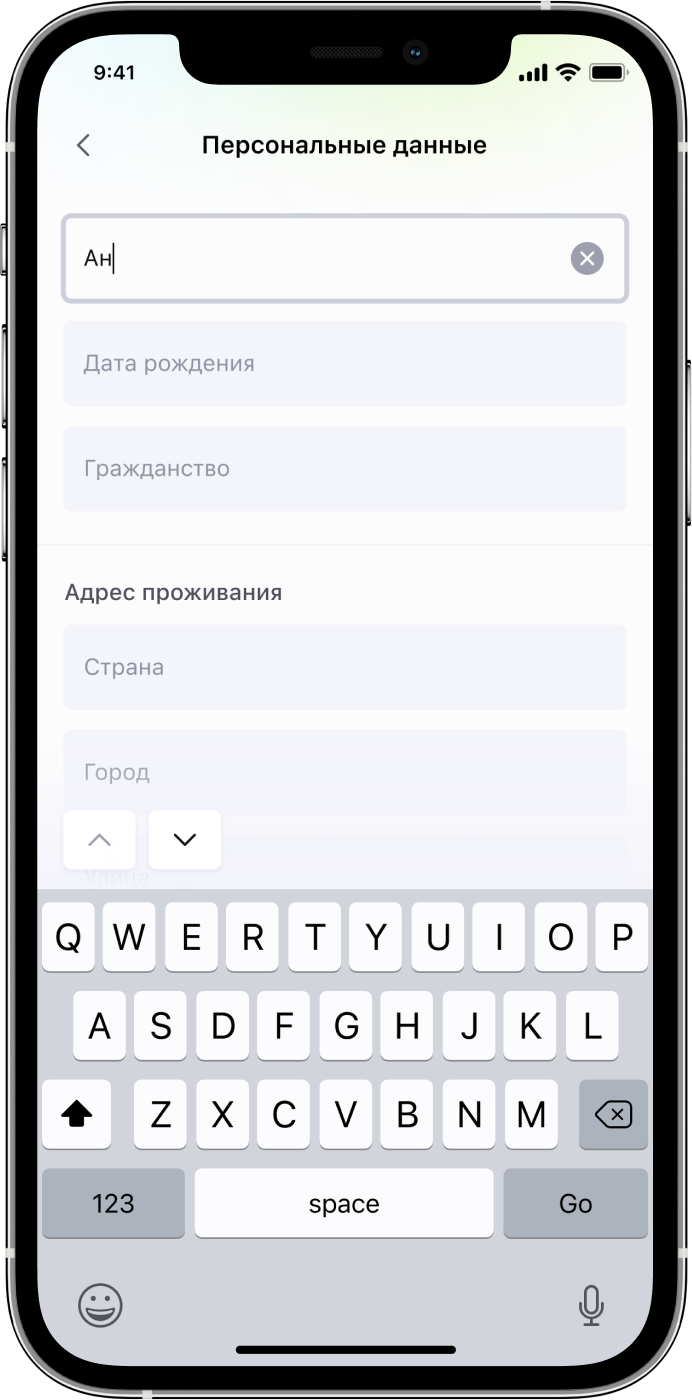 9:41
Персональные данные
Ан
Дата рождения
Гражданство
Адрес проживания
Страна
Город
Улица
Q W E R T Y U I O P
A S D F G H J K L
Z X C V B N M
123 space Go